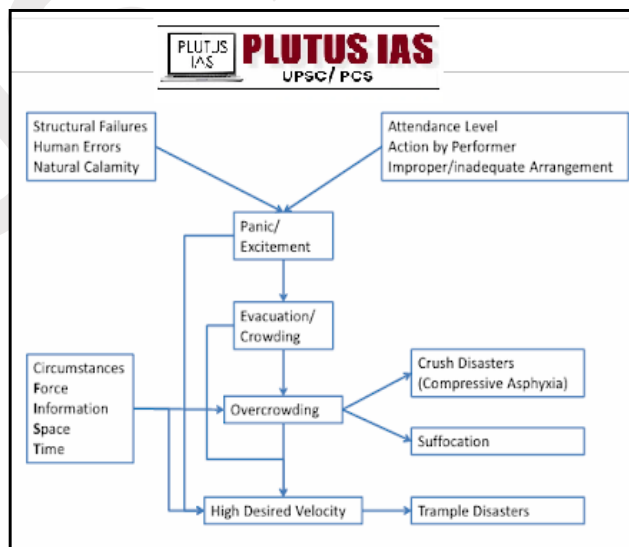 PLUTUS
IAS
PLUTUS IAS
UPSC/ PCS
Structural Failures
Human Errors
Natural Calamity
Attendance Level
Action by Performer
Improper/inadequate Arrangement
Panic/
Excitement
Evacuation/
Crowding
Circumstances
Force
Information
Space
Time
Overcrowding
Crush Disasters
(Compressive Asphyxia)
Suffocation
High Desired Velocity
Trample Disasters